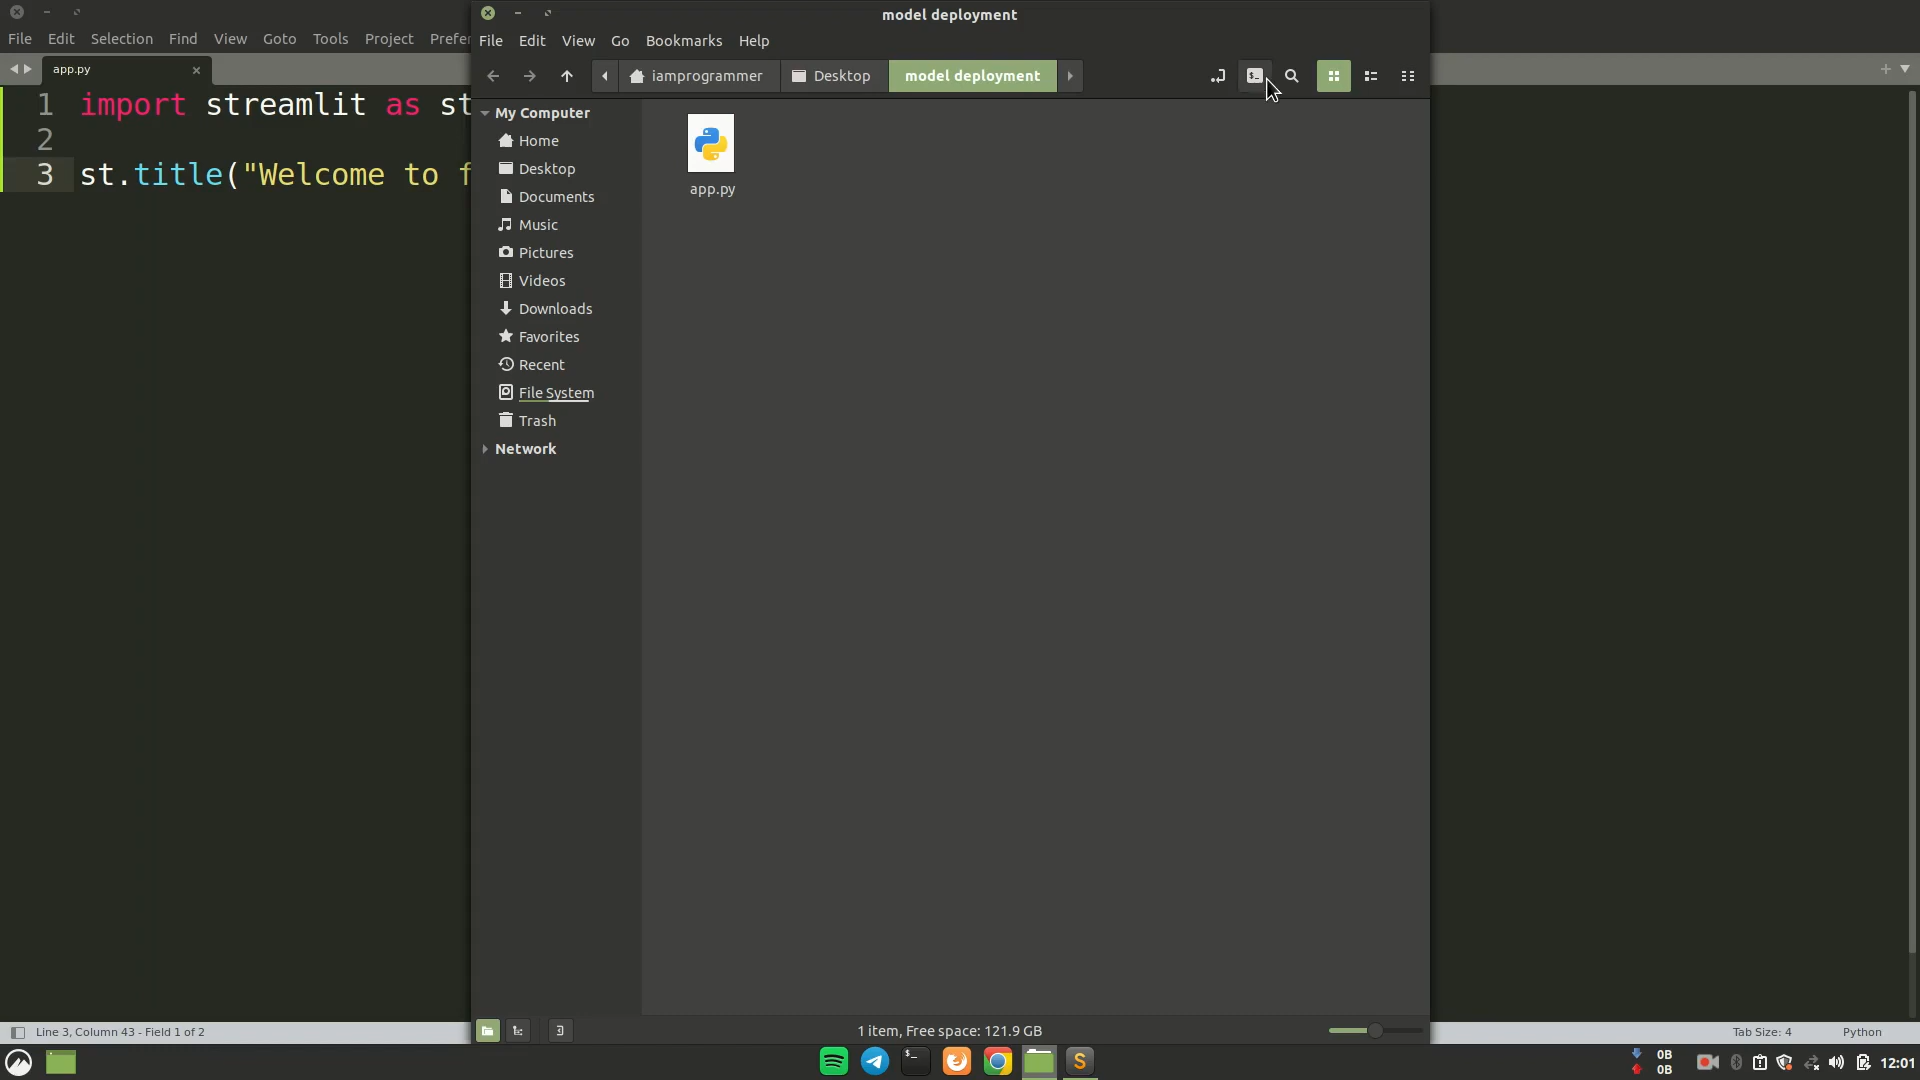 File Edit Selection Find View Goto Tools Project
app.py
1 import streamlit as st
2
3 st.title("Welcome to
Line 3, Column 43 - Field 1 of 2
model deployment
File Edit View Go Bookmarks Help
iamprogrammer Desktop model deployment
My Computer
Home
Desktop
Documents
Music
Pictures
Videos
Downloads
Favorites
Recent
File System
Trash
Network
app.py
1 item, Free space: 121.9 GB
Tab Size: 4 Python
0B
0B
12:01